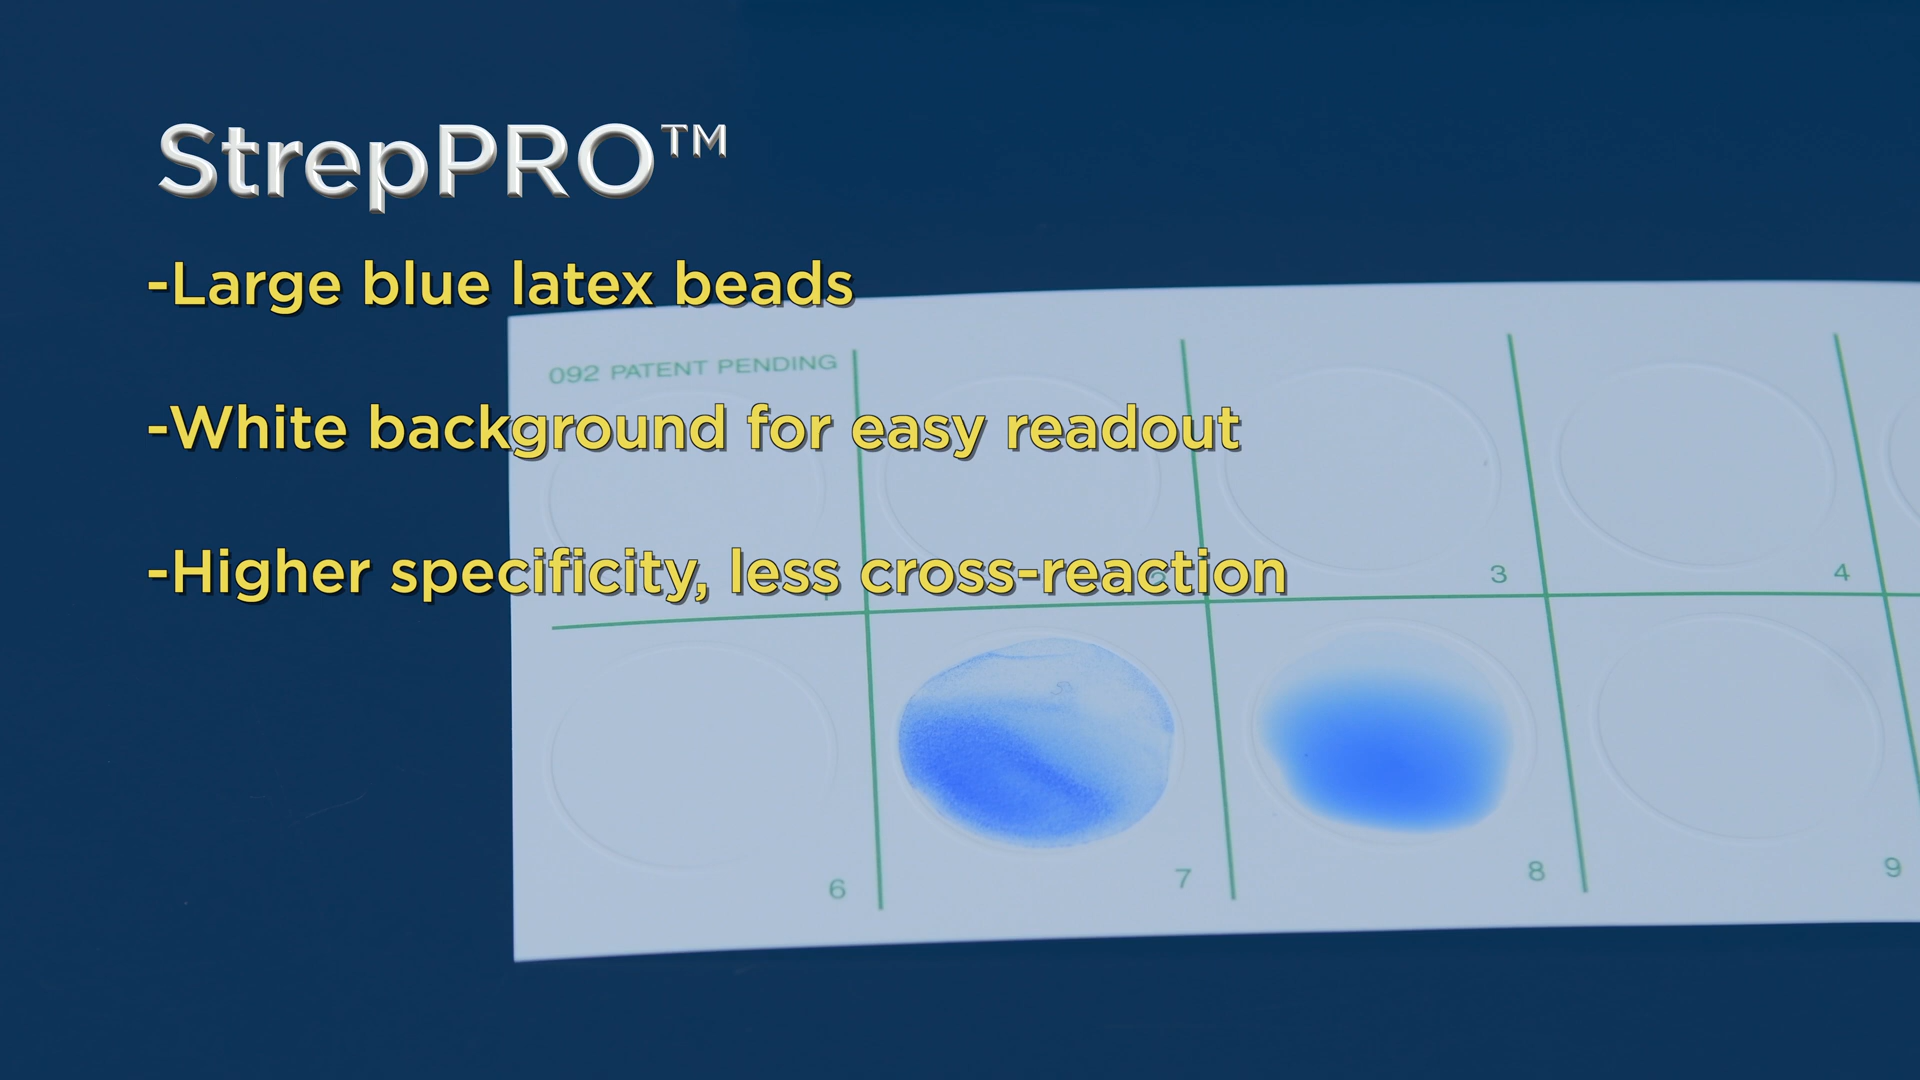 StrepPRO™
-Large blue latex beads
092 PATENT PENDING
-White background for easy readout
-Higher specificity, less cross-reaction
3
4
6
7
8
9